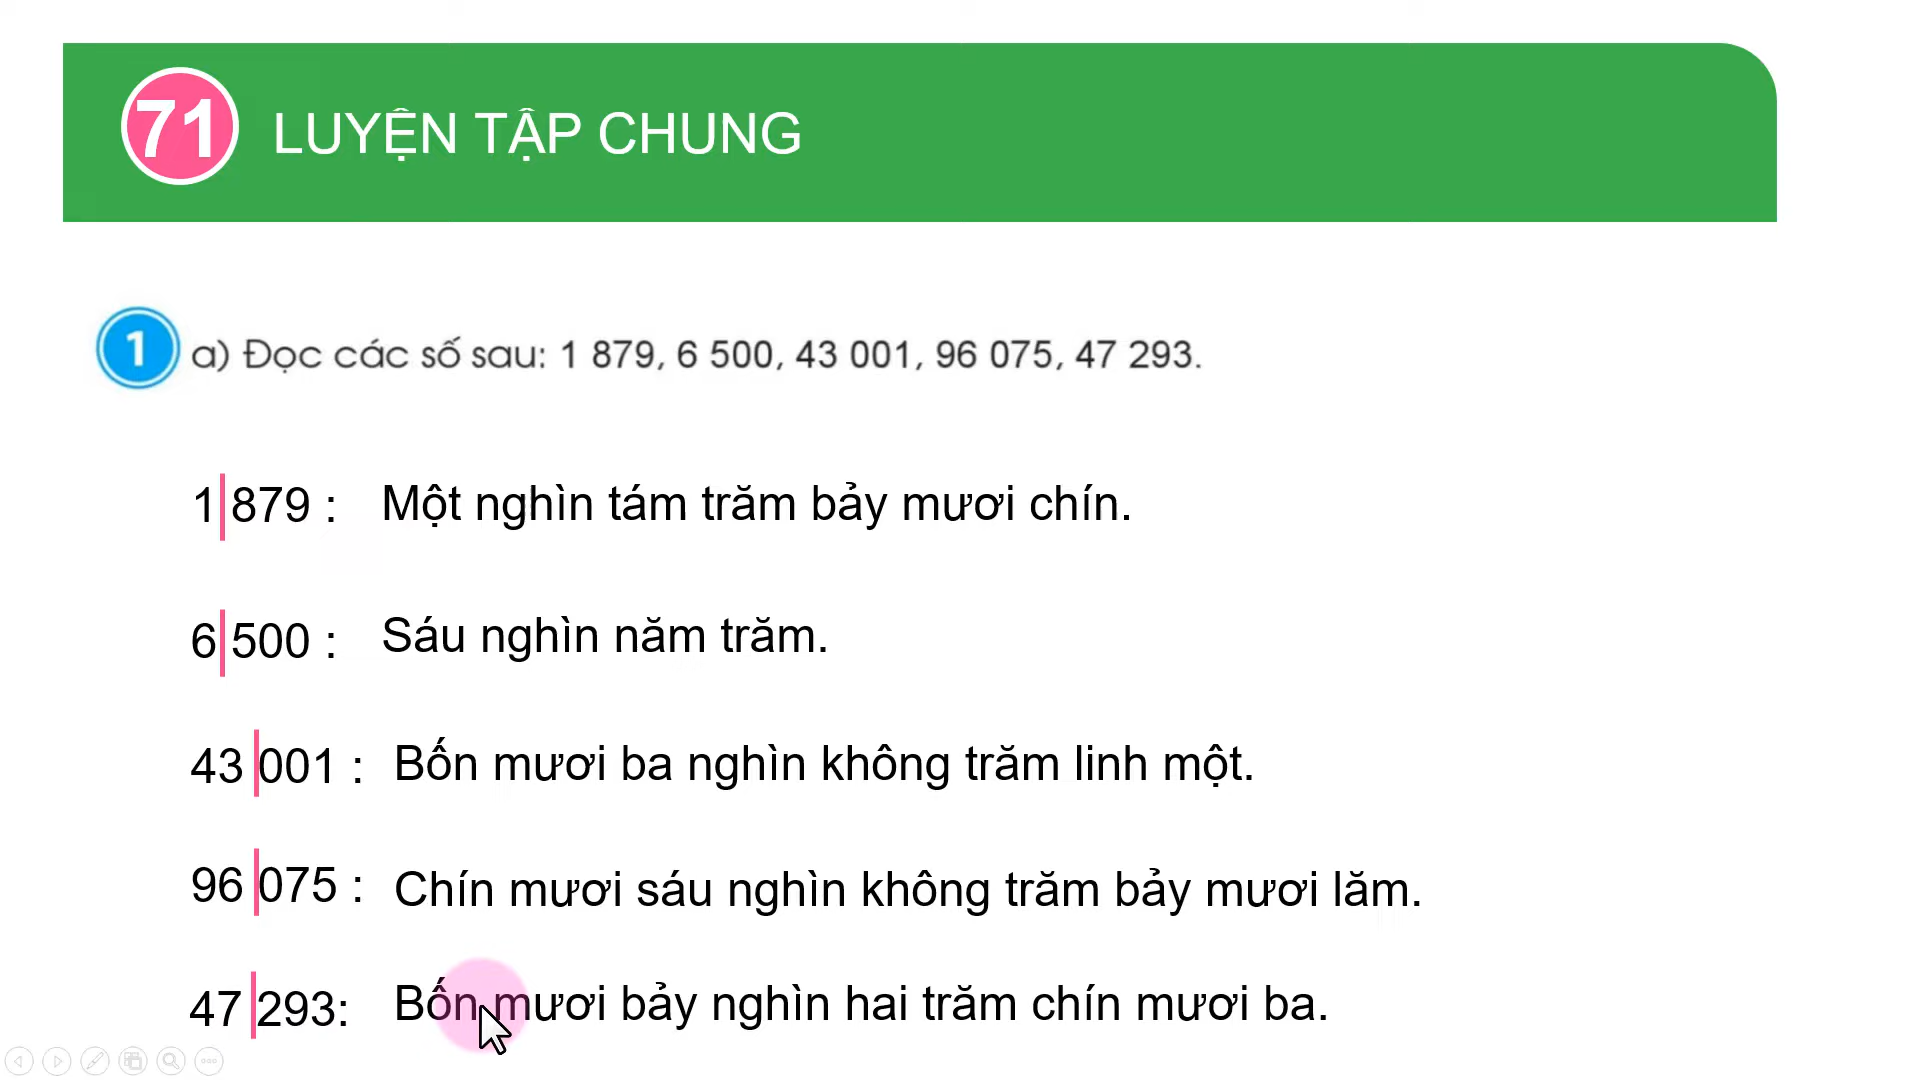 71 LUYỆN TẬP CHUNG
1 a) Đọc các số sau: 1 879, 6 500, 43 001, 96 075, 47 293.
1 879 : Một nghìn tám trăm bảy mươi chín.
6 500 : Sáu nghìn năm trăm.
43 001 : Bốn mươi ba nghìn không trăm linh một.
96 075 : Chín mươi sáu nghìn không trăm bảy mươi lăm.
47 293: Bốn mươi bảy nghìn hai trăm chín mươi ba.